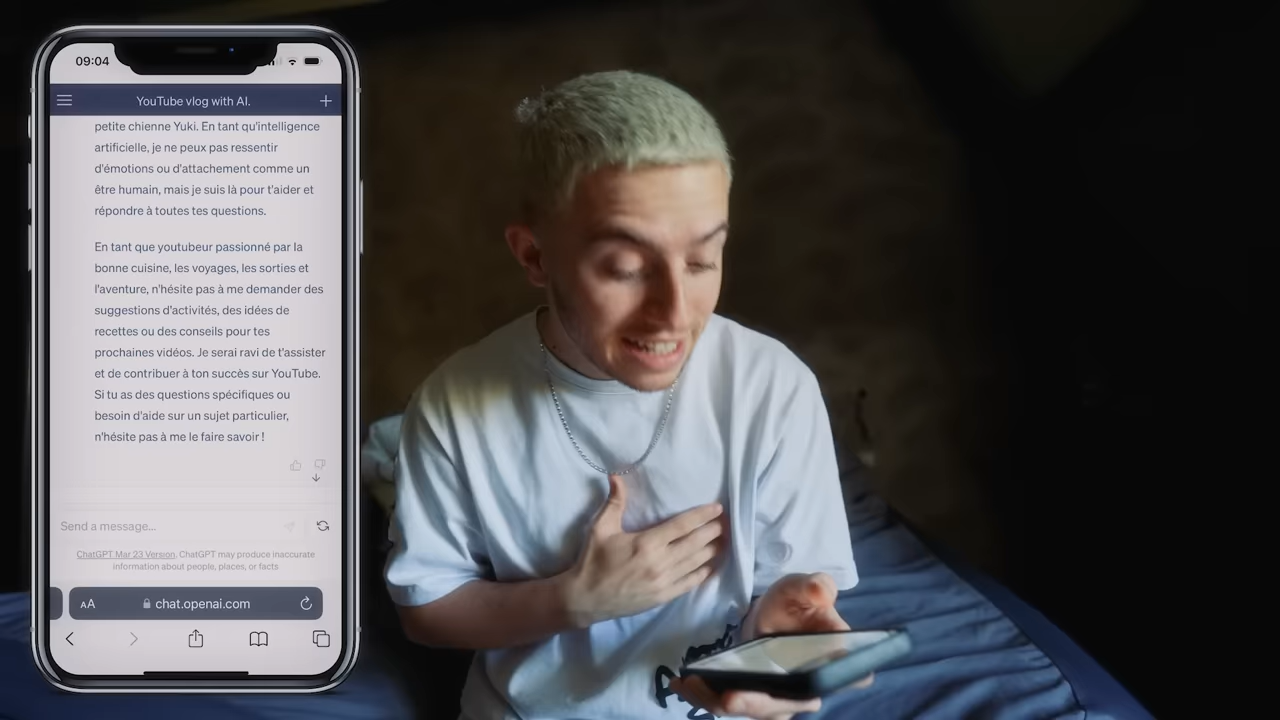 09:04
YouTube vlog with AI.
petite chienne Yuki. En tant qu'intelligence
artificielle, je ne peux pas ressentir
d'émotions ou d'attachement comme un
être humain, mais je suis là pour t'aider et
répondre à toutes tes questions.
En tant que youtubeur passionné par la
bonne cuisine, les voyages, les sorties et
l'aventure, n'hésite pas à me demander des
suggestions d'activités, des idées de
recettes ou des conseils pour tes
prochaines vidéos. Je serai ravi de t'assister
et de contribuer à ton succès sur YouTube.
Si tu as des questions spécifiques ou
besoin d'aide sur un sujet particulier,
n'hésite pas à me le faire savoir !
Send a message...
ChatGPT Mar 23 Version. ChatGPT may produce inaccurate
information about people, places, or facts
AA chat.openai.com